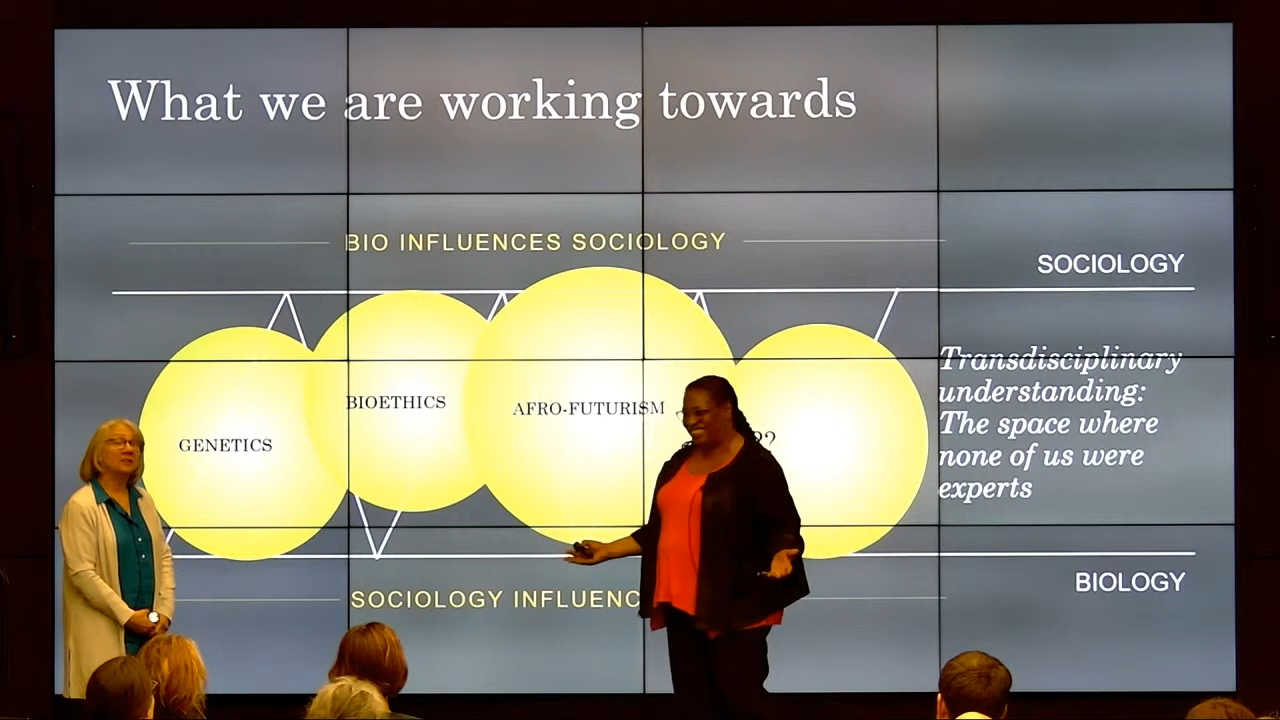 What we are working towards
BIO INFLUENCES SOCIOLOGY
SOCIOLOGY
Transdisciplinary
understanding:
The space where
none of us were
experts
BIOETHICS
AFRO-FUTURISM
GENETICS
??
BIOLOGY
SOCIOLOGY